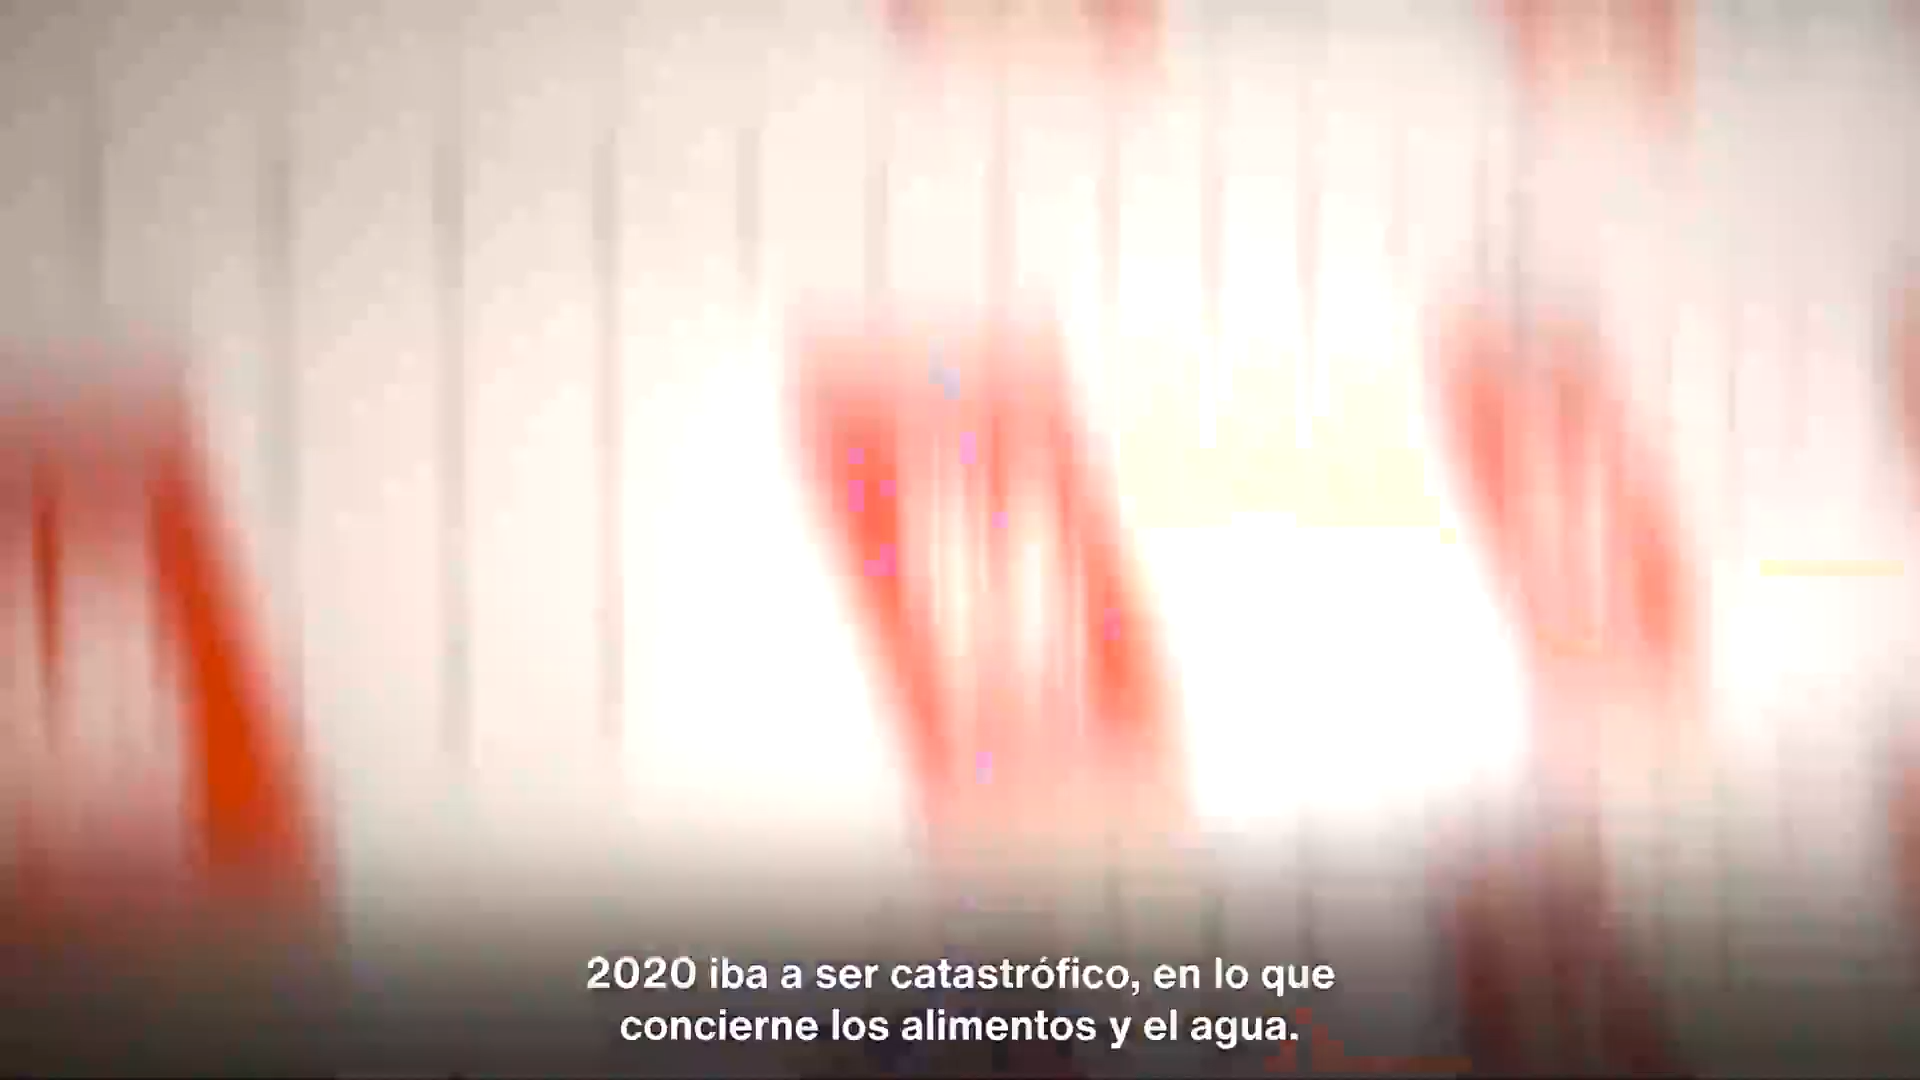 2020 iba a ser catastrófico, en lo que
concierne los alimentos y el agua.